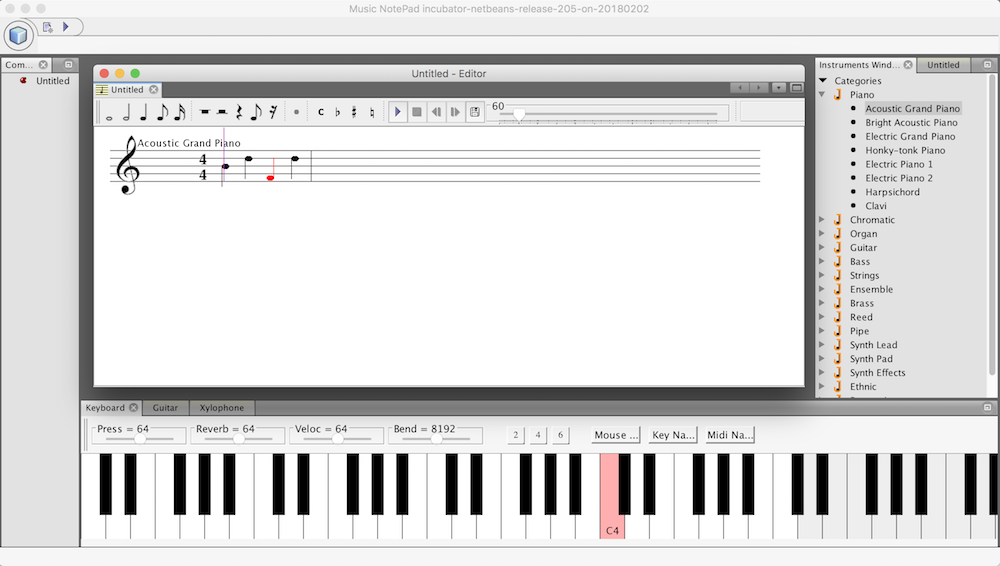 Music NotePad incubator-netbeans-release-205-on-20180202
Com...
Untitled
Untitled - Editor
Untitled
60
C
Acoustic Grand Piano
4
4
Instruments Wind...
Untitled
Categories
Piano
Acoustic Grand Piano
Bright Acoustic Piano
Electric Grand Piano
Honky-tonk Piano
Electric Piano 1
Electric Piano 2
Harpsichord
Clavi
Chromatic
Organ
Guitar
Bass
Strings
Ensemble
Brass
Reed
Pipe
Synth Lead
Synth Pad
Synth Effects
Ethnic
Keyboard
Guitar
Xylophone
Press = 64
Reverb = 64
Veloc = 64
Bend = 8192
2
4
6
Mouse ...
Key Na...
Midi Na...
C4